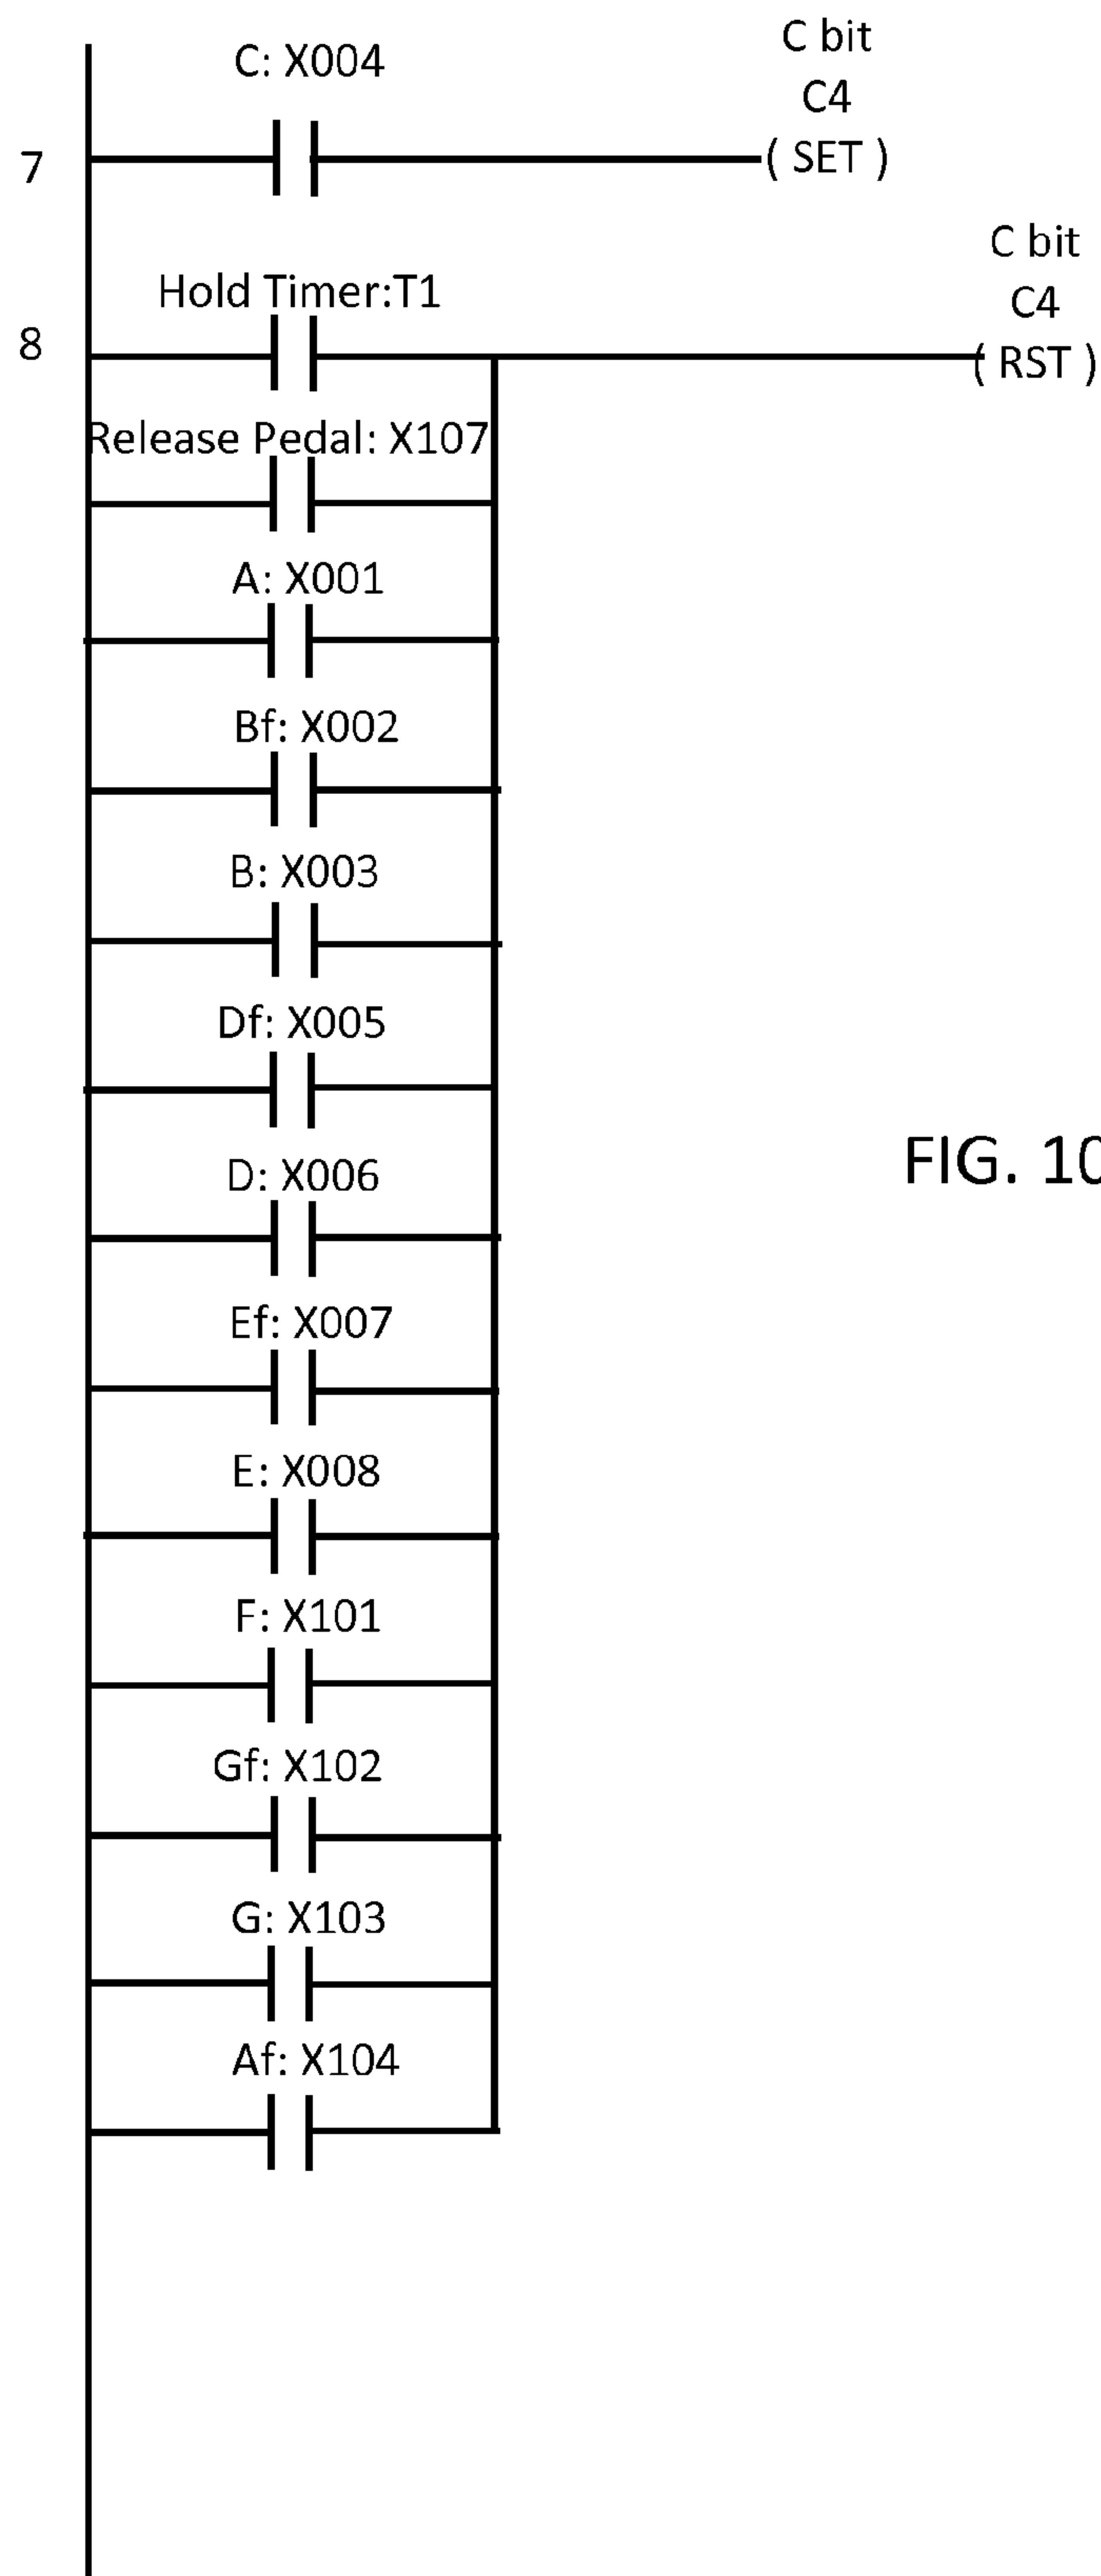 C: X004
C bit
C4
7
( SET )
C bit
C4
Hold Timer:T1
8
( RST )
Release Pedal: X107
A: X001
Bf: X002
B: X003
Df: X005
FIG. 10
D: X006
Ef: X007
E: X008
F: X101
Gf: X102
G: X103
Af: X104